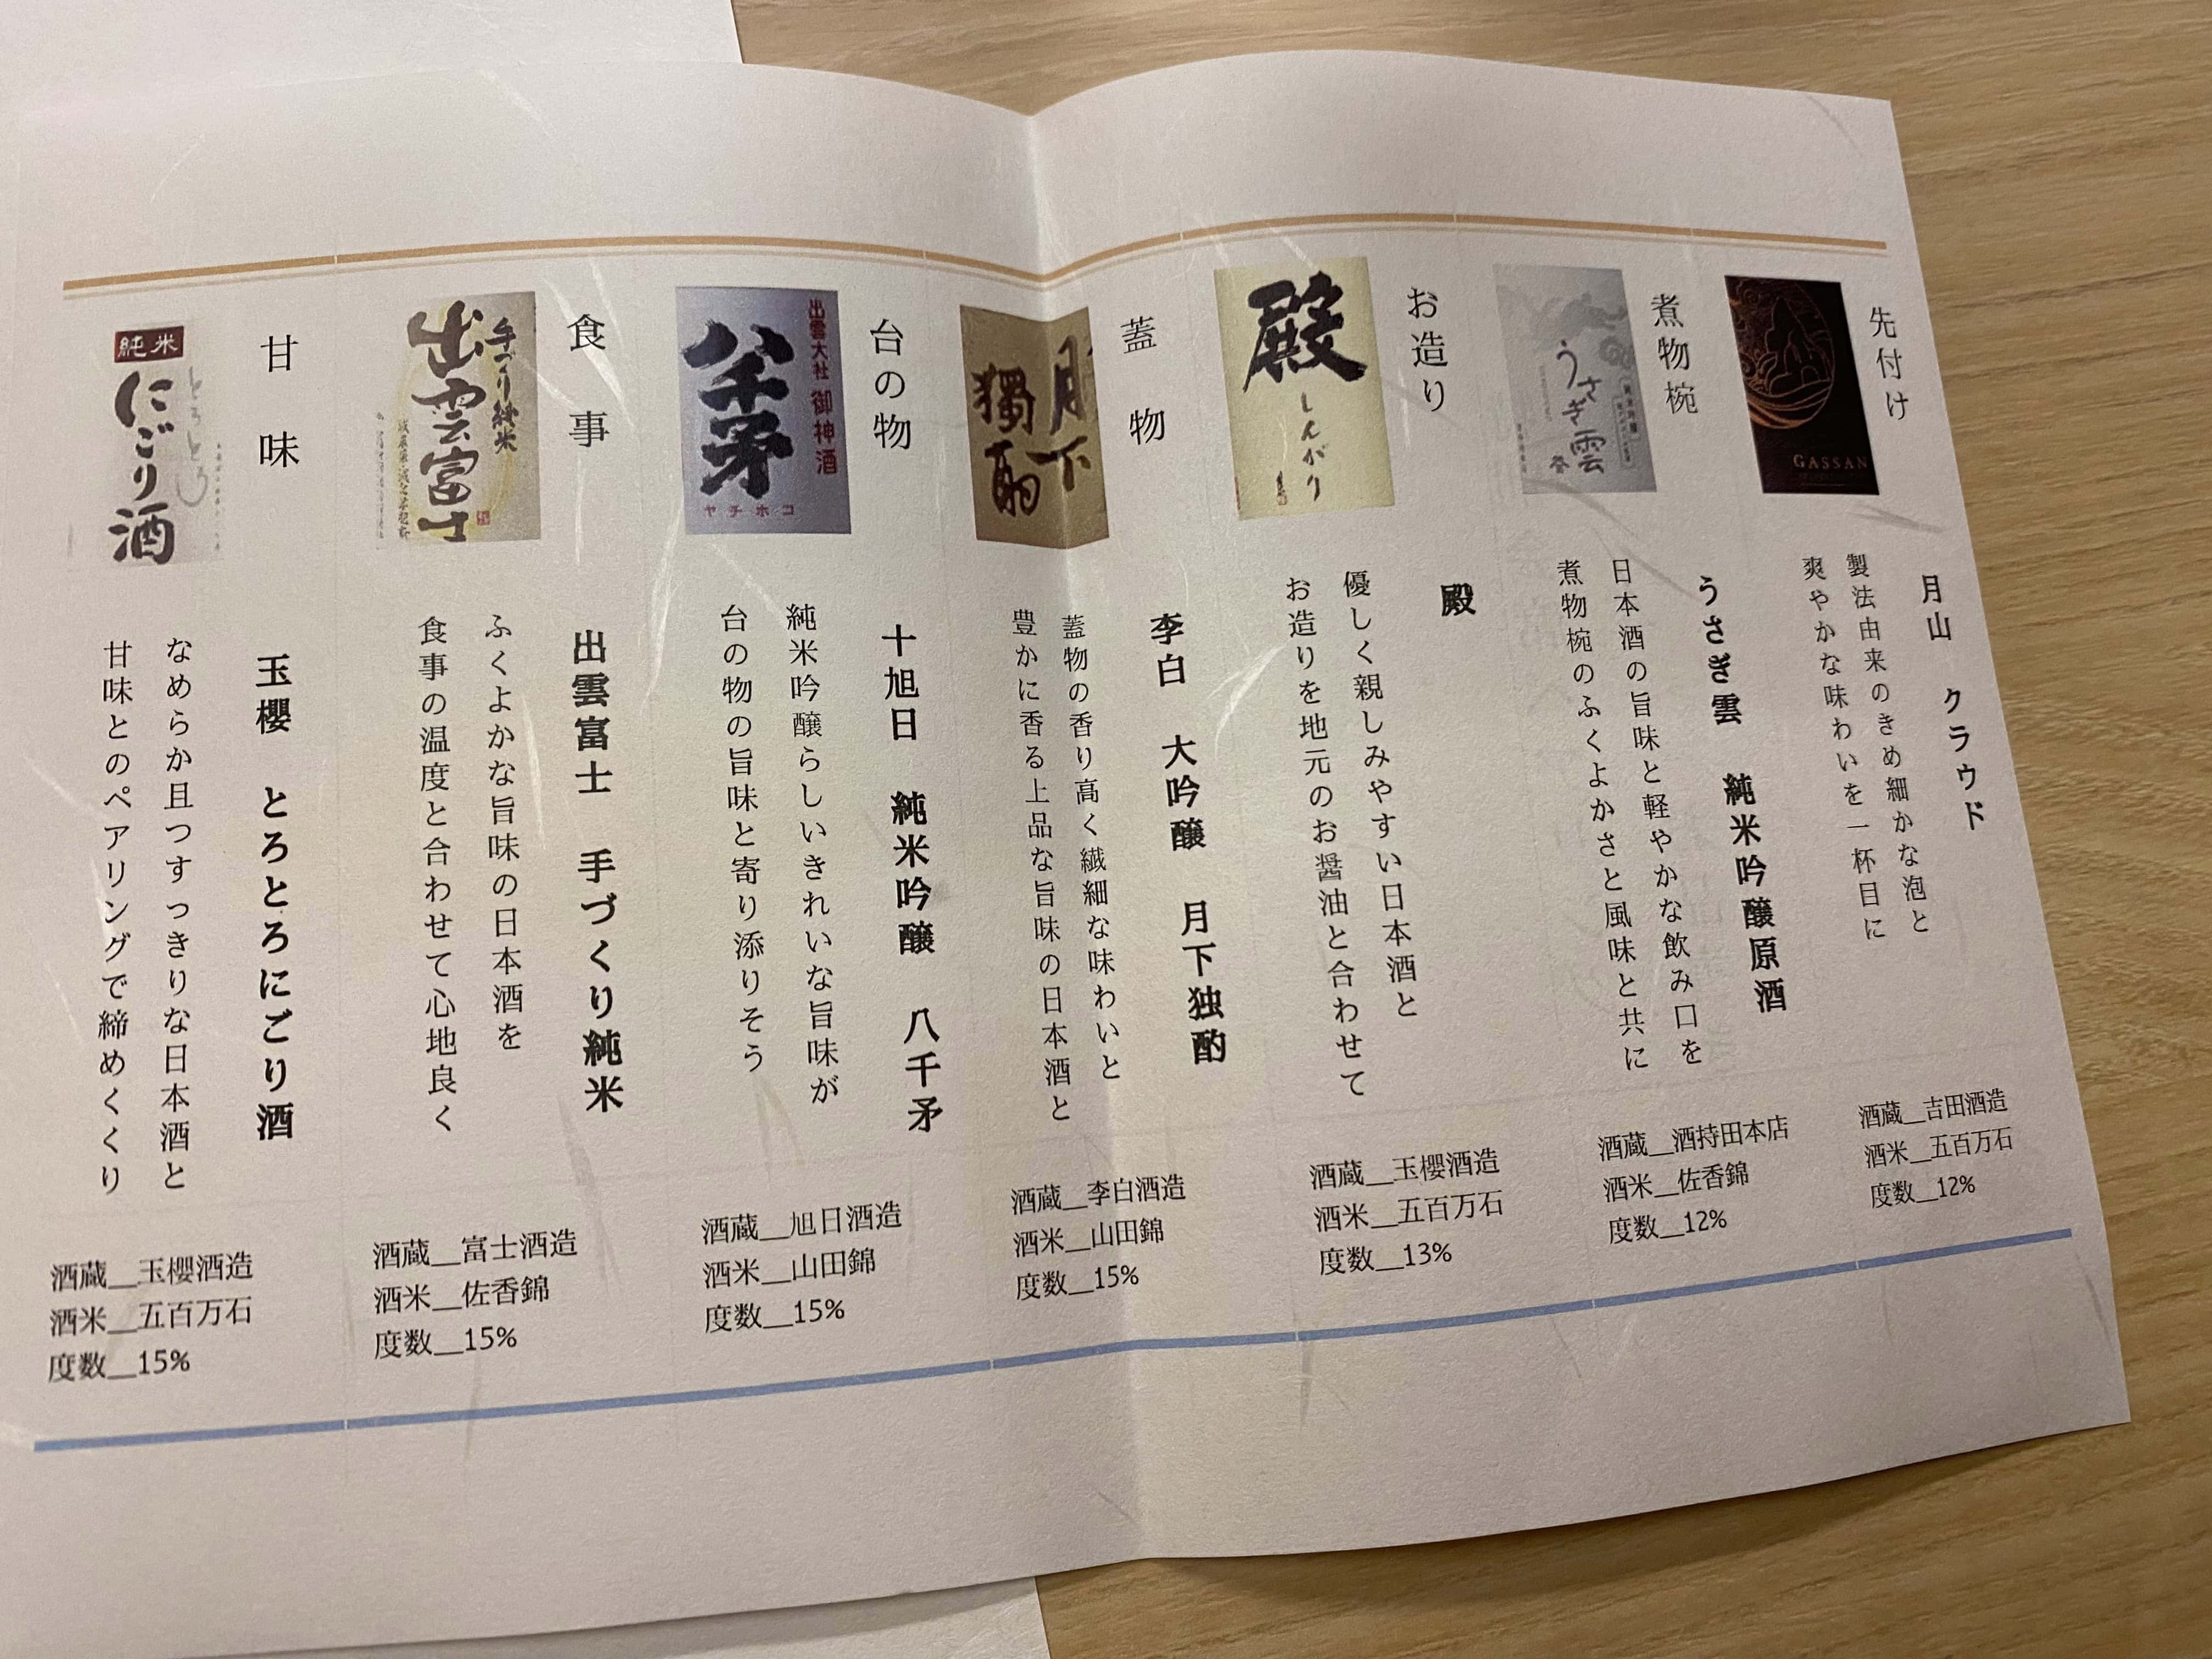 先付け
GASSAN
月山 クラウド
製法由来のきめ細かな泡と
爽やかな味わいを一杯目に
酒蔵__吉田酒造
酒米__五百万石
度数__12%
煮物椀
うさぎ雲
うさぎ雲 純米吟醸原酒
日本酒の旨味と軽やかな飲み口を
煮物椀のふくよかさと風味と共に
酒蔵__酒持田本店
酒米__佐香錦
度数__12%
お造り
殿
しんがり
殿
優しく親しみやすい日本酒と
お造りを地元のお醤油と合わせて
酒蔵__玉櫻酒造
酒米__五百万石
度数__13%
蓋物
月下
獨酌
李白 大吟醸 月下独酌
蓋物の香り高く繊細な味わいと
豊かに香る上品な旨味の日本酒と
酒蔵__李白酒造
酒米__山田錦
度数__15%
台の物
出雲大社 御神酒
八千矛
ヤチホコ
十旭日 純米吟醸 八千矛
純米吟醸らしいきれいな旨味が
台の物の旨味と寄り添りそう
酒蔵__旭日酒造
酒米__山田錦
度数__15%
食事
手づくり純米
出雲富士
出雲富士 手づくり純米
ふくよかな旨味の日本酒を
食事の温度と合わせて心地良く
酒蔵__富士酒造
酒米__佐香錦
度数__15%
甘味
純米
とろとろ
にごり酒
玉櫻 とろとろにごり酒
なめらか且つすっきりな日本酒と
甘味とのペアリングで締めくくり
酒蔵__玉櫻酒造
酒米__五百万石
度数__15%